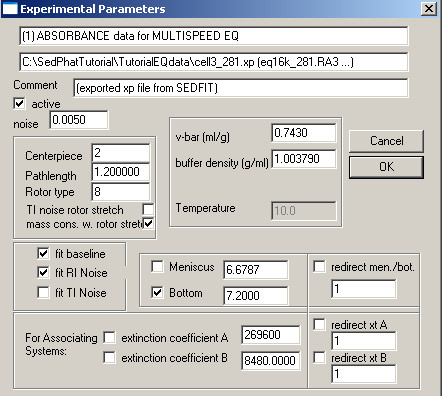 Experimental Parameters
(1) ABSORBANCE data for MULTISPEED EQ
C:\SedPhatTutorial\TutorialEQdata\cell3_281.xp (eq16k_281.RA3 ...)
Comment (exported xp file from SEDFIT)
active
noise 0.0050
Centerpiece 2
Pathlength 1.200000
Rotor type 8
TI noise rotor stretch
mass cons. w. rotor stretc
v-bar (ml/g) 0.7430
buffer density (g/ml) 1.003790
Temperature 10.0
Cancel
OK
fit baseline
fit RI Noise
fit TI Noise
Meniscus 6.6787
Bottom 7.2000
redirect men./bot.
1
For Associating
Systems:
extinction coefficient A 269600
extinction coefficient B 8480.0000
redirect xt A
1
redirect xt B
1